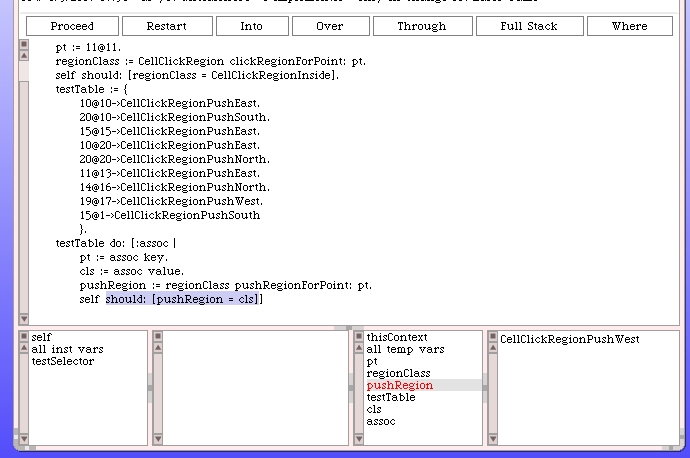 Proceed
Restart
Into
Over
Through
Full Stack
Where
pt := 11@11.
regionClass := CellClickRegion clickRegionForPoint: pt.
self should: [regionClass = CellClickRegionInside].
testTable := {
10@10->CellClickRegionPushEast.
20@10->CellClickRegionPushSouth.
15@15->CellClickRegionPushEast.
10@20->CellClickRegionPushEast.
20@20->CellClickRegionPushNorth.
11@13->CellClickRegionPushEast.
14@16->CellClickRegionPushNorth.
19@17->CellClickRegionPushWest.
15@1->CellClickRegionPushSouth
}.
testTable do: [:assoc |
pt := assoc key.
cls := assoc value.
pushRegion := regionClass pushRegionForPoint: pt.
self should: [pushRegion = cls]]
self
all inst vars
testSelector
thisContext
all temp vars
pt
regionClass
pushRegion
testTable
cls
assoc
CellClickRegionPushWest